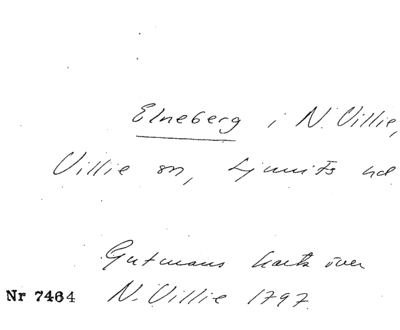 Elneberg i N. Villie,
Villie sn, Ljunits hd
Gutmans karta över
Nr 7464 N. Villie 1797